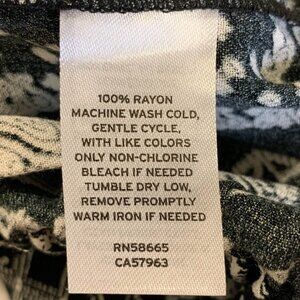 100% RAYON
MACHINE WASH COLD,
GENTLE CYCLE,
WITH LIKE COLORS
ONLY NON-CHLORINE
BLEACH IF NEEDED
TUMBLE DRY LOW,
REMOVE PROMPTLY
WARM IRON IF NEEDED
RN58665
CA57963